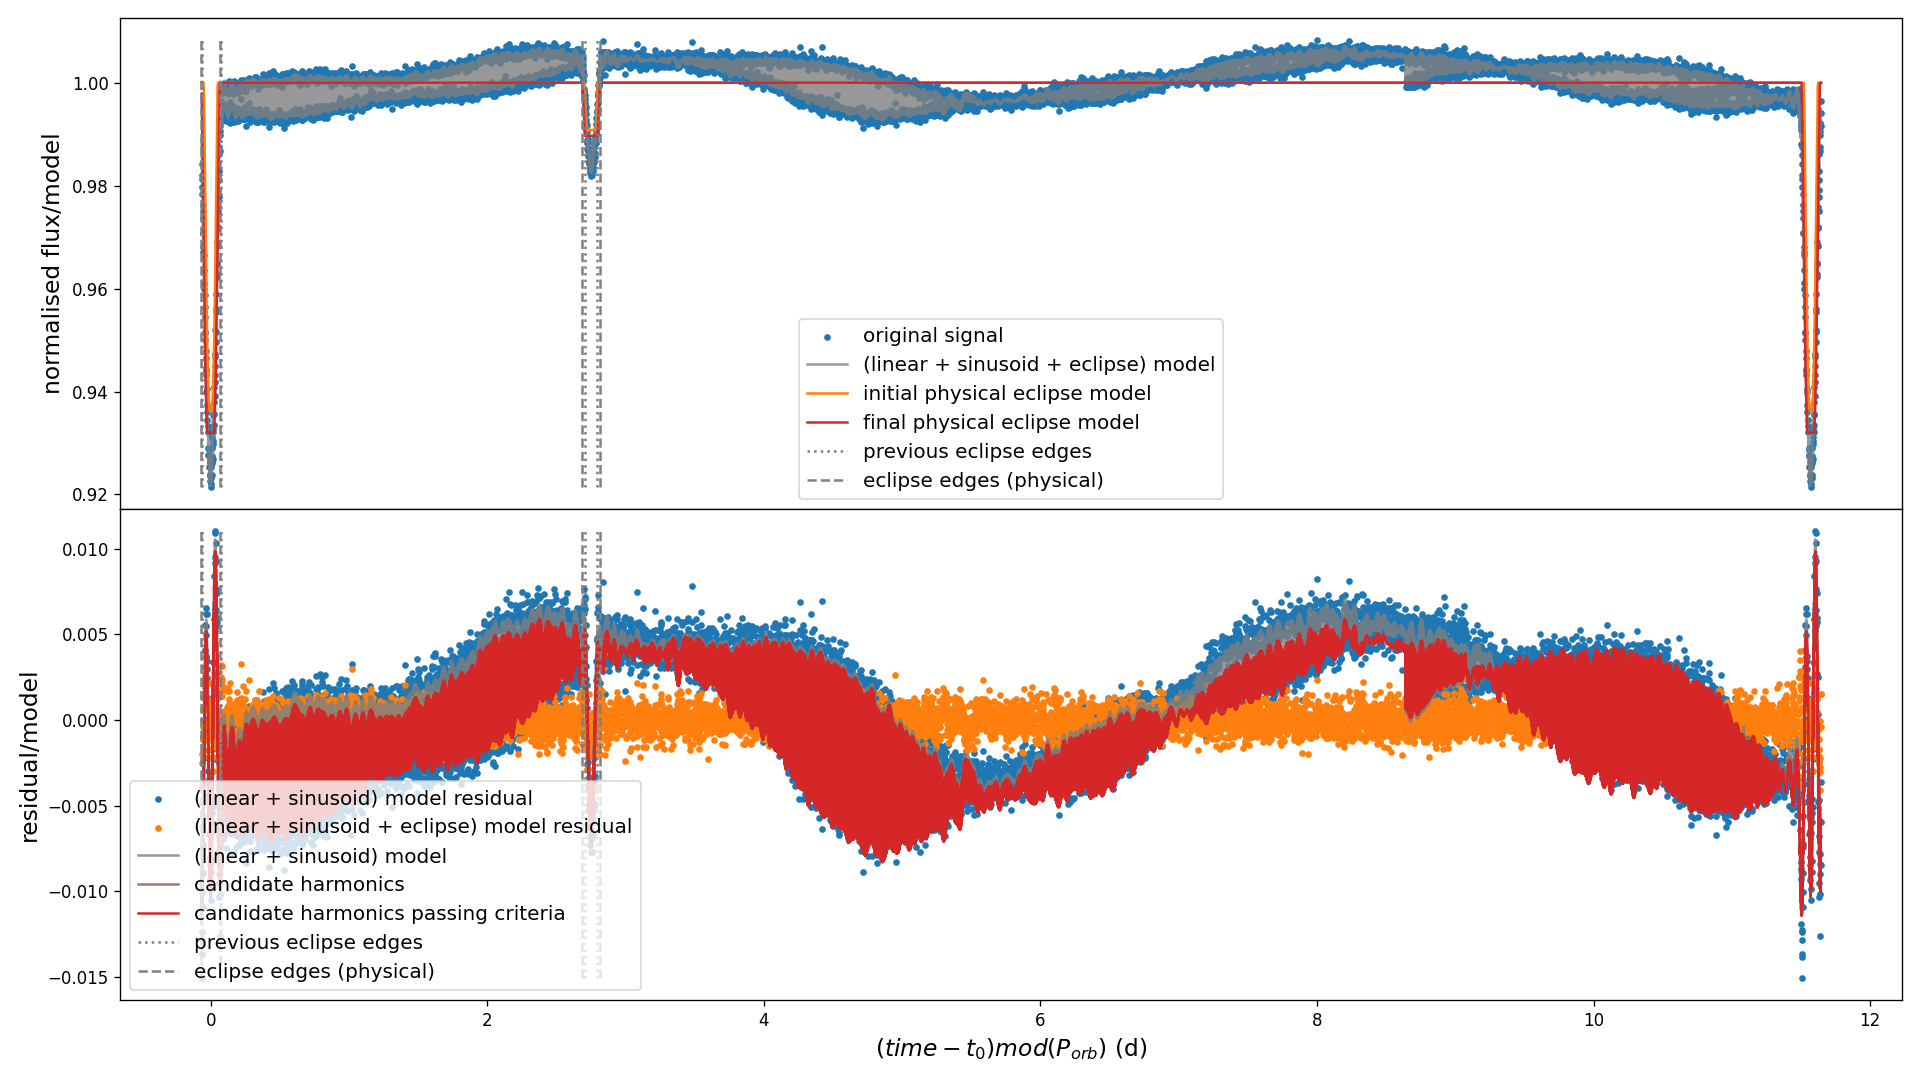 normalised flux/model
1.00
0.98
0.96
0.94
0.92
original signal
(linear + sinusoid + eclipse) model
initial physical eclipse model
final physical eclipse model
previous eclipse edges
eclipse edges (physical)
residual/model
0.010
0.005
0.000
−0.005
−0.010
−0.015
(linear + sinusoid) model residual
(linear + sinusoid + eclipse) model residual
(linear + sinusoid) model
candidate harmonics
candidate harmonics passing criteria
previous eclipse edges
eclipse edges (physical)
0 2 4 6 8 10 12
(time − t₀)mod(P_orb) (d)